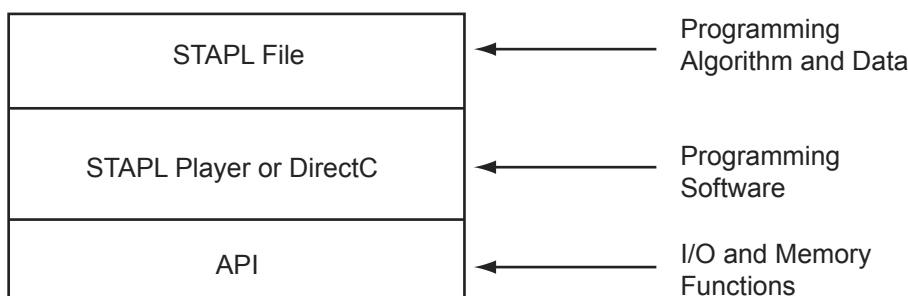 STAPL File
Programming
Algorithm and Data
STAPL Player or DirectC
Programming
Software
API
I/O and Memory
Functions